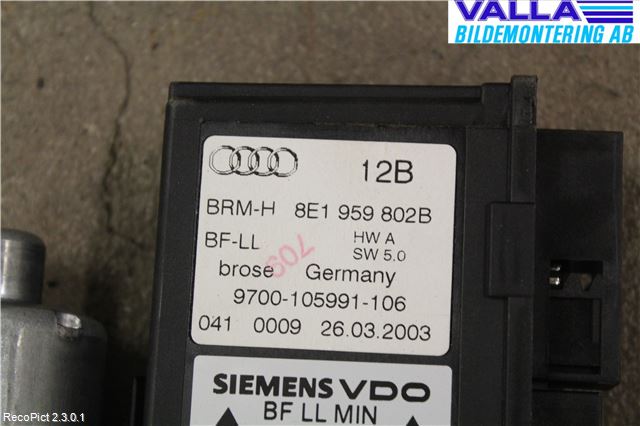 VALLA
BILDEMONTERING AB
12B
BRM-H 8E1 959 802B
BF-LL HW A
SW 5.0
709
brose Germany
9700-105991-106
041 0009 26.03.2003
SIEMENS VDO
BF LL MIN
RecoPict 2.3.0.1